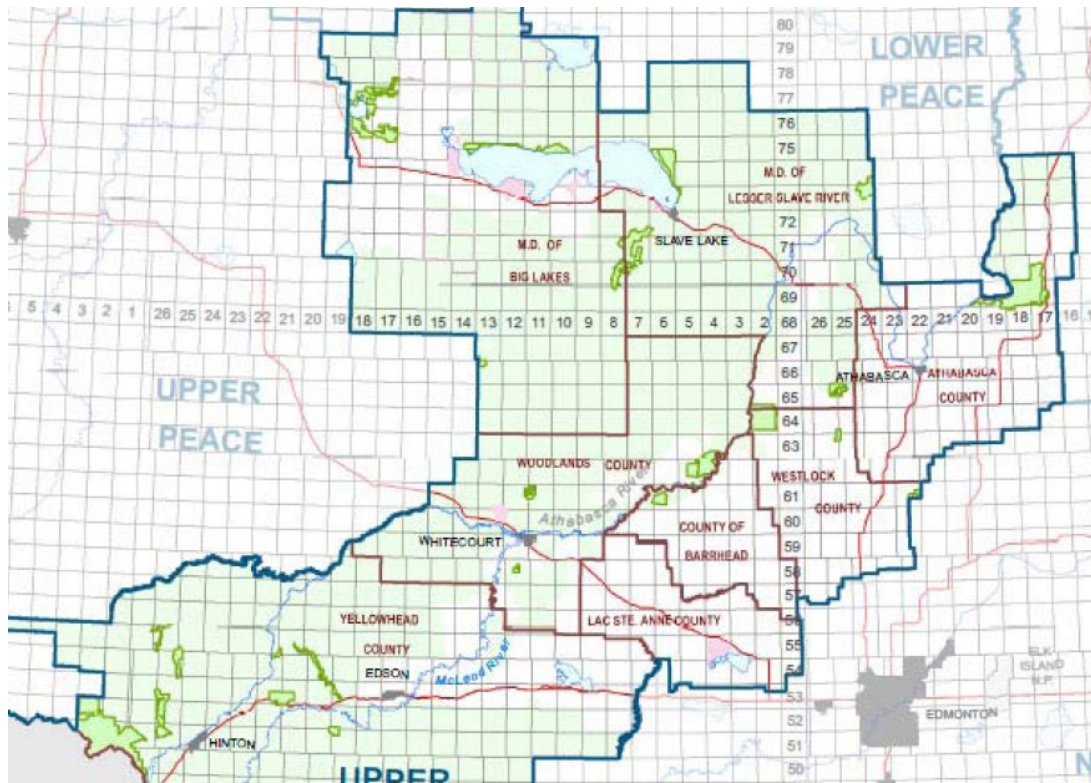 80
79
LOWER
78
PEACE
77
76
75
M.D. OF
LESSER SLAVE RIVER
72
SLAVE LAKE
71
M.D. OF
BIG LAKES
70
69
5 4 3 2 1 26 25 24 23 22 21 20 19 18 17 16 15 14 13 12 11 10 9 8 7 6 5 4 3 2 68 26 25 24 23 22 21 20 19 18 17 16
67
66
ATHABASCA
ATHABASCA
COUNTY
65
UPPER
PEACE
64
63
WOODLANDS COUNTY
WESTLOCK
COUNTY
61
Athabasca River
60
COUNTY OF
BARRHEAD
WHITECOURT
59
58
57
YELLOWHEAD
COUNTY
LAC STE. ANNE COUNTY
56
55
McLeod River
EDSON
54
ELK
ISLAND
N.P.
53
52
EDMONTON
HINTON
51
50
UPPER